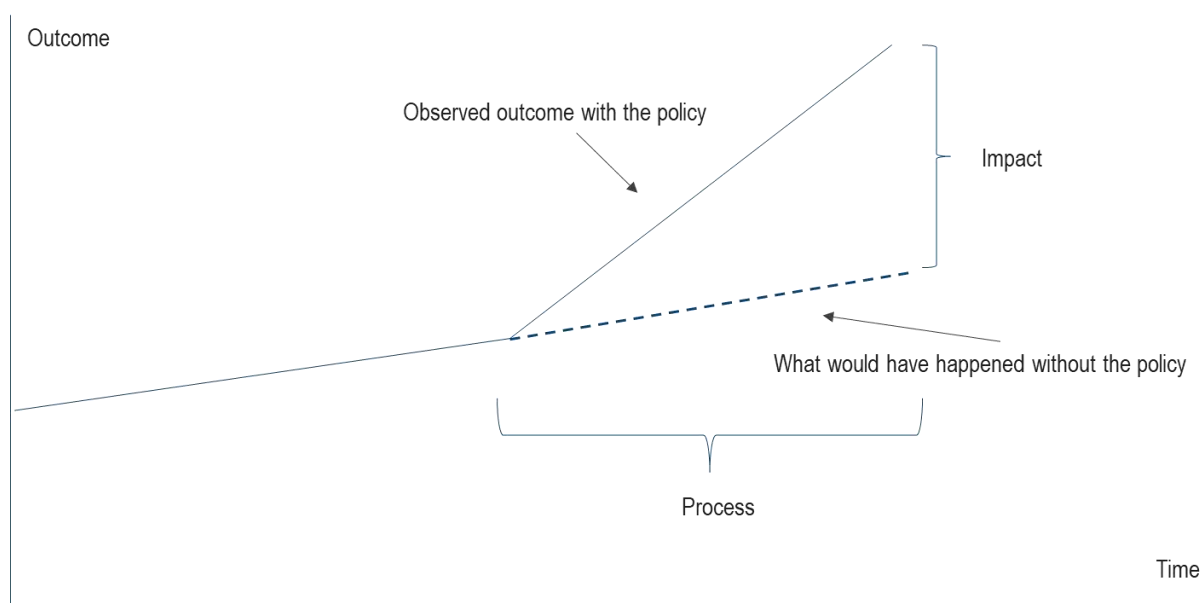 Outcome
Observed outcome with the policy
Impact
What would have happened without the policy
Process
Time